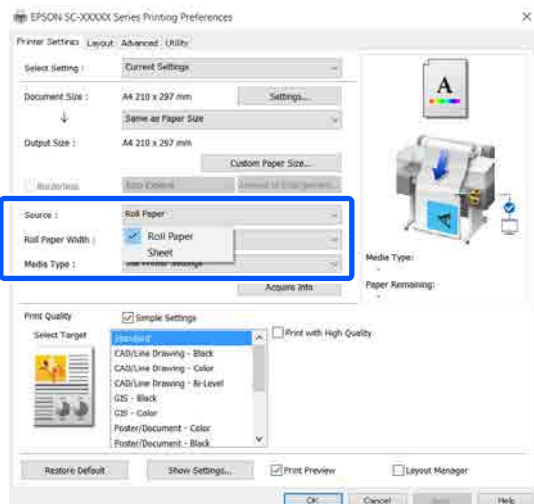 EPSON SC-XXXXX Series Printing Preferences
Printer Settings Layout Advanced Utility
Select Setting : Current Settings
Document Size : A4 210 x 297 mm Settings...
Same as Paper Size
Output Size : A4 210 x 297 mm
Custom Paper Size...
Borderless Auto Expand Amount of Enlargement...
Source : Roll Paper
Roll Paper Width :
Roll Paper
Sheet
Media Type : Use Printer Settings
Acquire Info
A
A
Media Type:
-
Paper Remaining:
-
Print Quality Simple Settings
Select Target
Standard
CAD/Line Drawing - Black
CAD/Line Drawing - Color
CAD/Line Drawing - Bi-Level
GIS - Black
GIS - Color
Poster/Document - Color
Poster/Document - Black
Print with High Quality
Restore Default Show Settings... Print Preview Layout Manager
OK Cancel Help